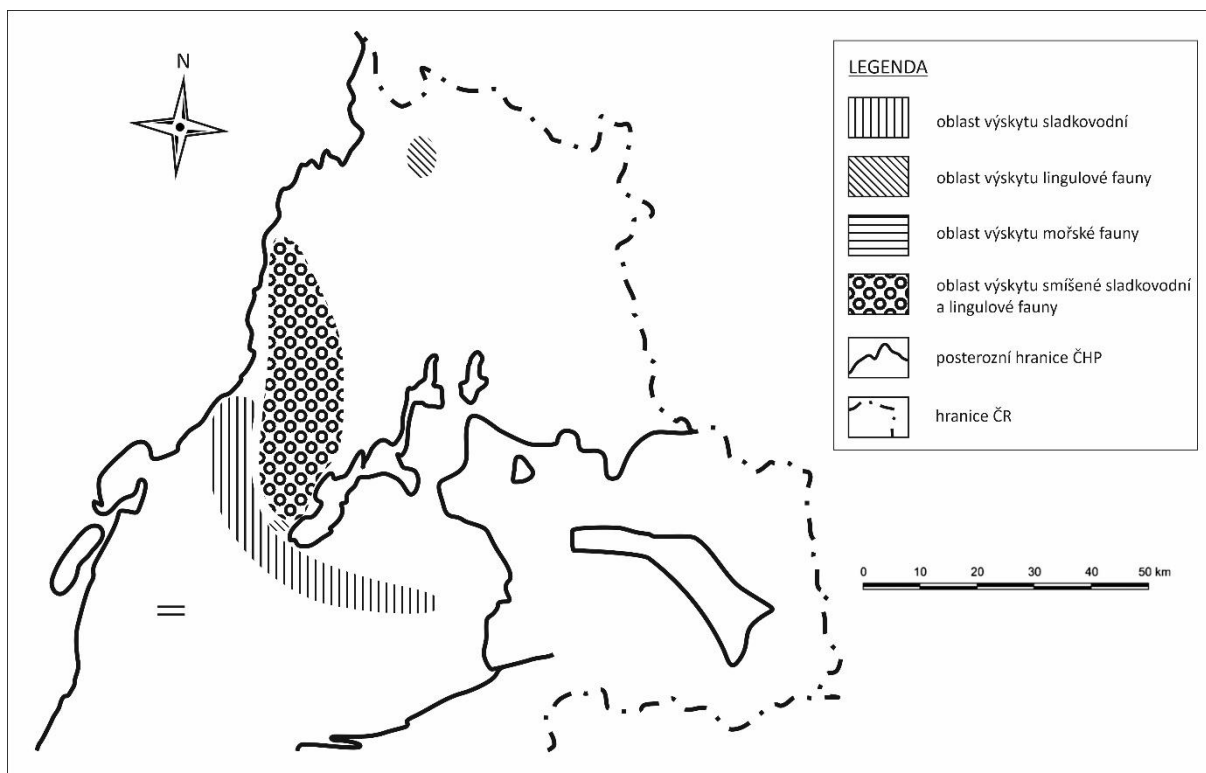 N
LEGENDA
oblast výskytu sladkovodní
oblast výskytu lingulové fauny
oblast výskytu mořské fauny
oblast výskytu smíšené sladkovodní
a lingulové fauny
posterozní hranice ČHP
hranice ČR
0 10 20 30 40 50 km